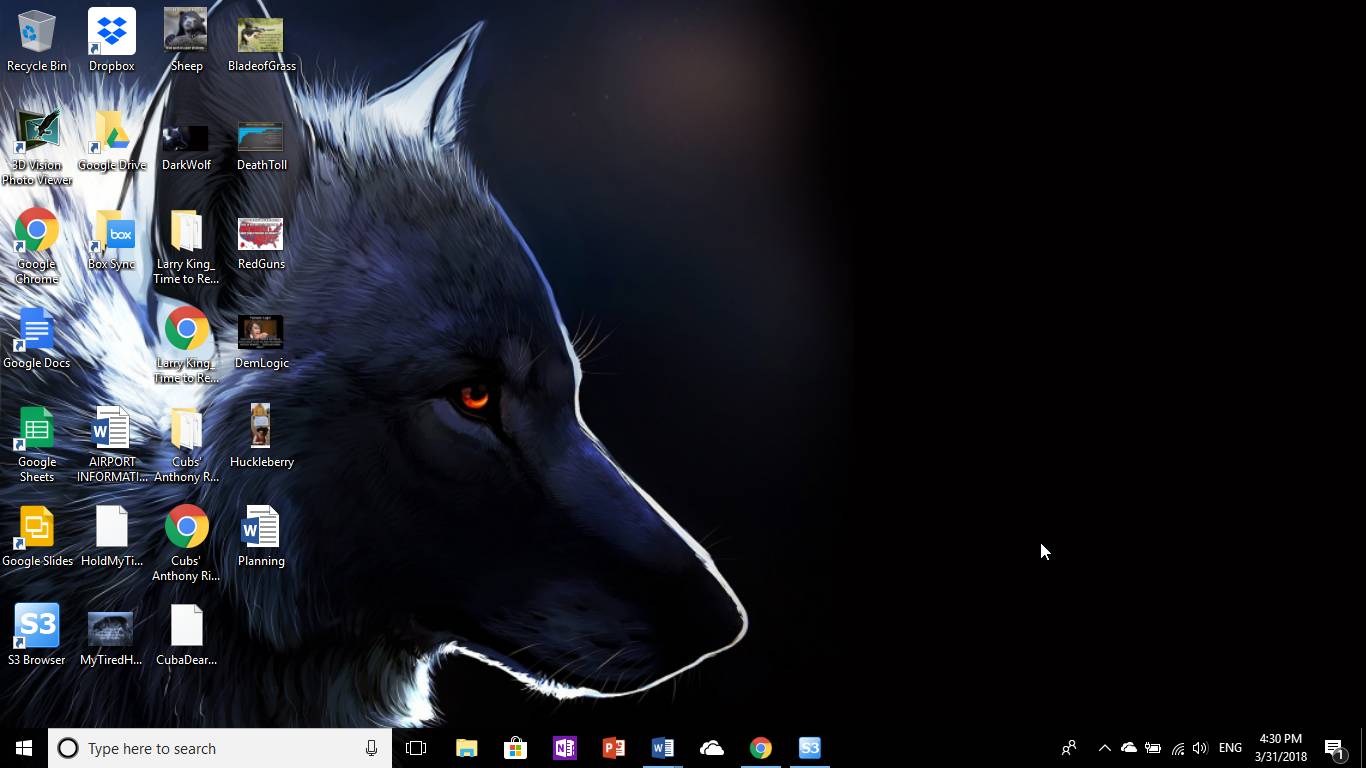 Recycle Bin
Dropbox
Sheep
BladeofGrass
3D Vision
Photo Viewer
Google Drive
DarkWolf
DeathToll
Google
Chrome
box
Box Sync
Larry King_
Time to Re...
RedGuns
Google Docs
Larry King_
Time to Re...
DemLogic
Google
Sheets
W
AIRPORT
INFORMATI...
Cubs'
Anthony R...
Huckleberry
Google Slides
HoldMyTi...
Cubs'
Anthony Ri...
W
Planning
S3
S3 Browser
MyTiredH...
CubaDear...
Type here to search
N
P
W
S3
ENG
4:30 PM
3/31/2018
1